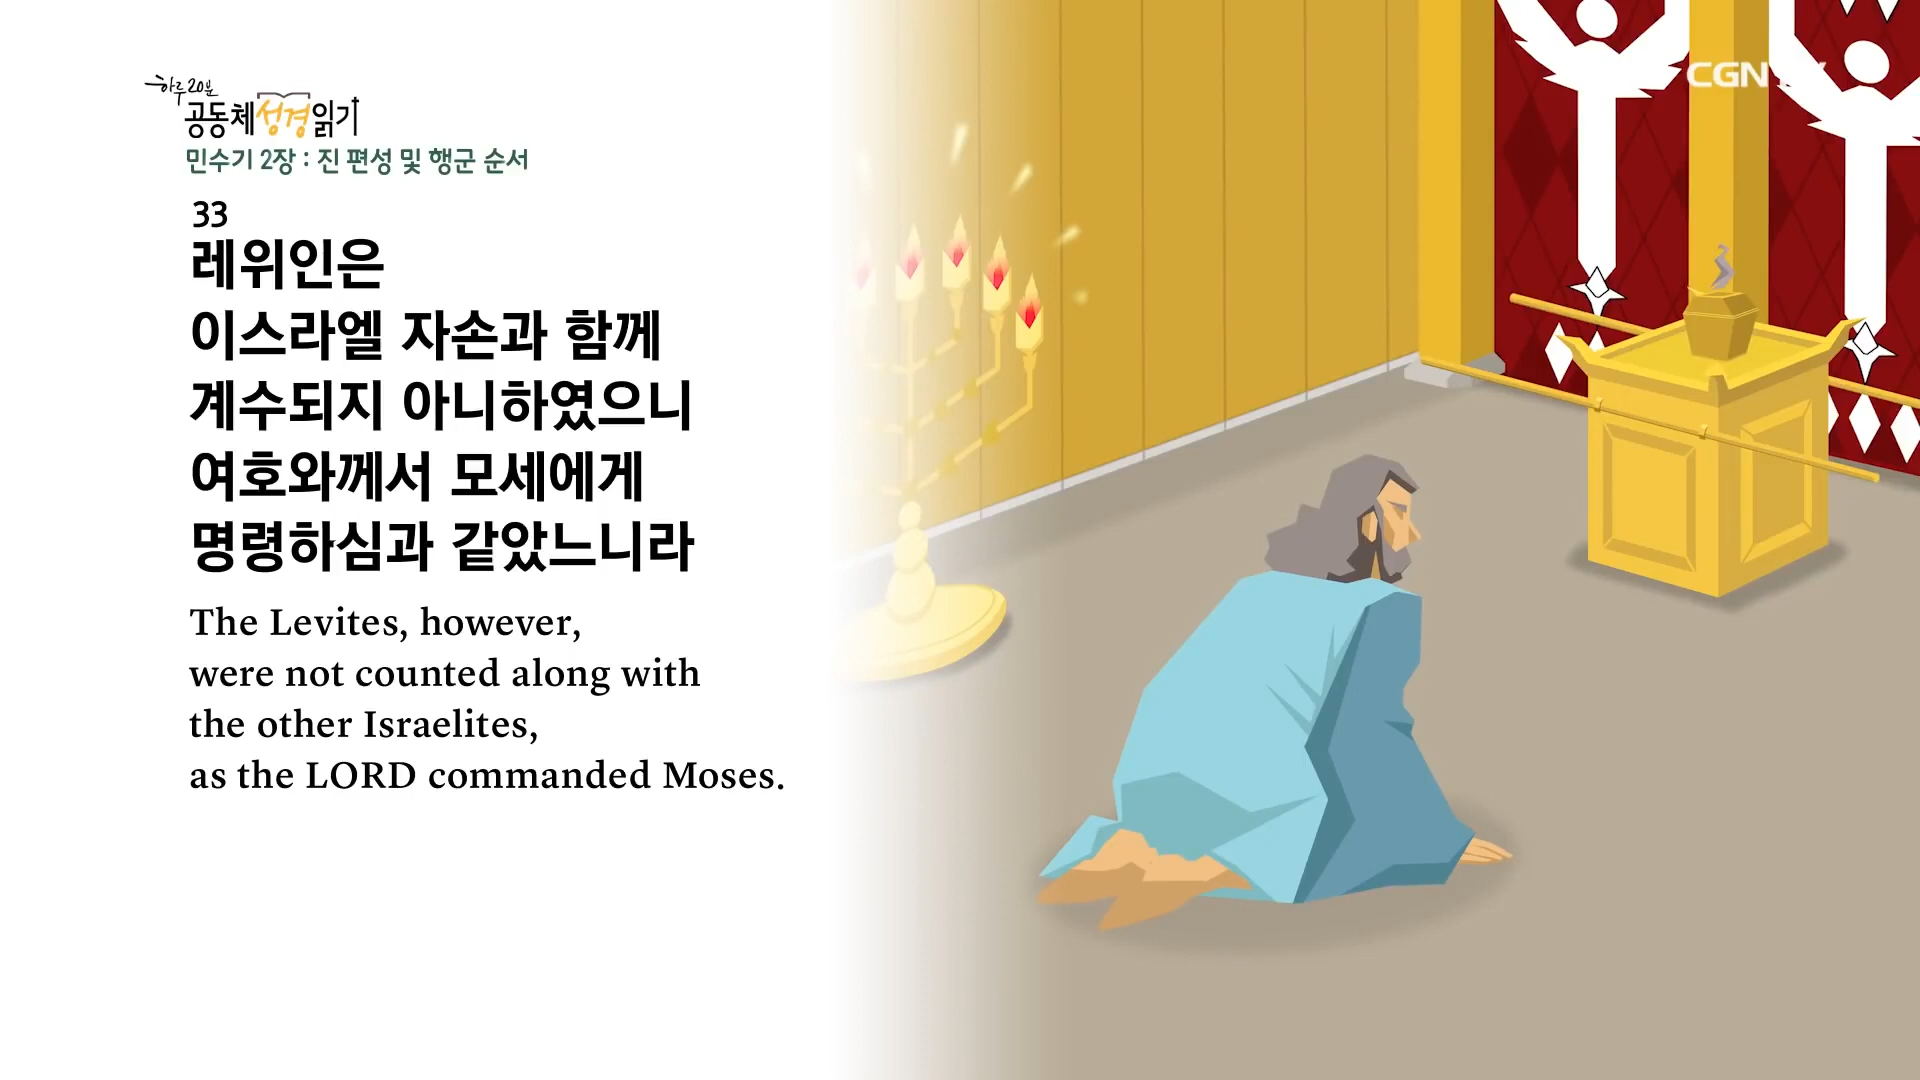 하루20분
공동체성경읽기
민수기 2장 : 진 편성 및 행군 순서
33
레위인은
이스라엘 자손과 함께
계수되지 아니하였으니
여호와께서 모세에게
명령하심과 같았느니라
The Levites, however,
were not counted along with
the other Israelites,
as the LORD commanded Moses.
CGN